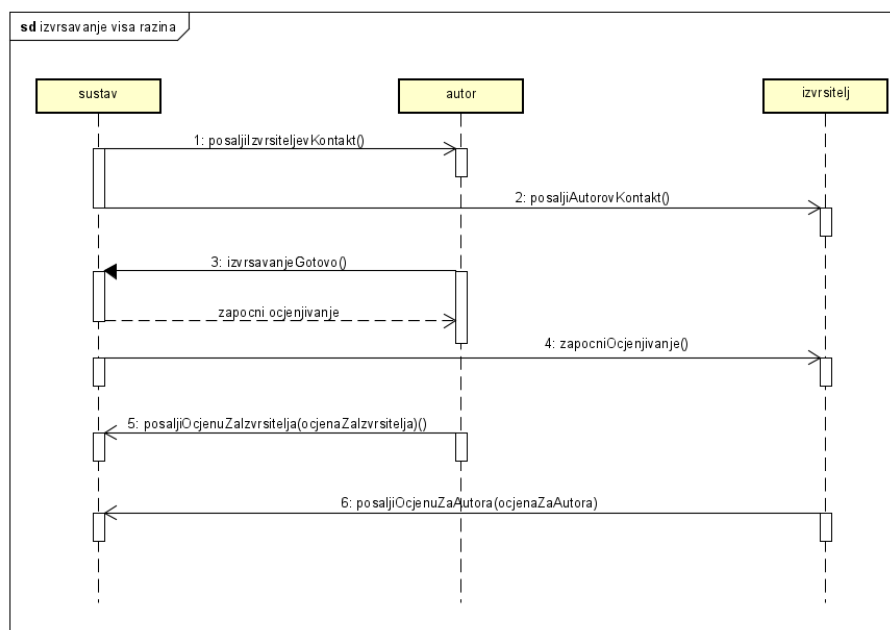 sd izvrsavanje visa razina
sustav
autor
izvrsitelj
1: posaljiIzvrsiteljevKontakt()
2: posaljiAutorovKontakt()
3: izvrsavanjeGotovo()
zapocni ocjenjivanje
4: zapocniOcjenjivanje()
5: posaljiOcjenuZaIzvrsitelja(ocjenaZaIzvrsitelja)()
6: posaljiOcjenuZaAutora(ocjenaZaAutora)